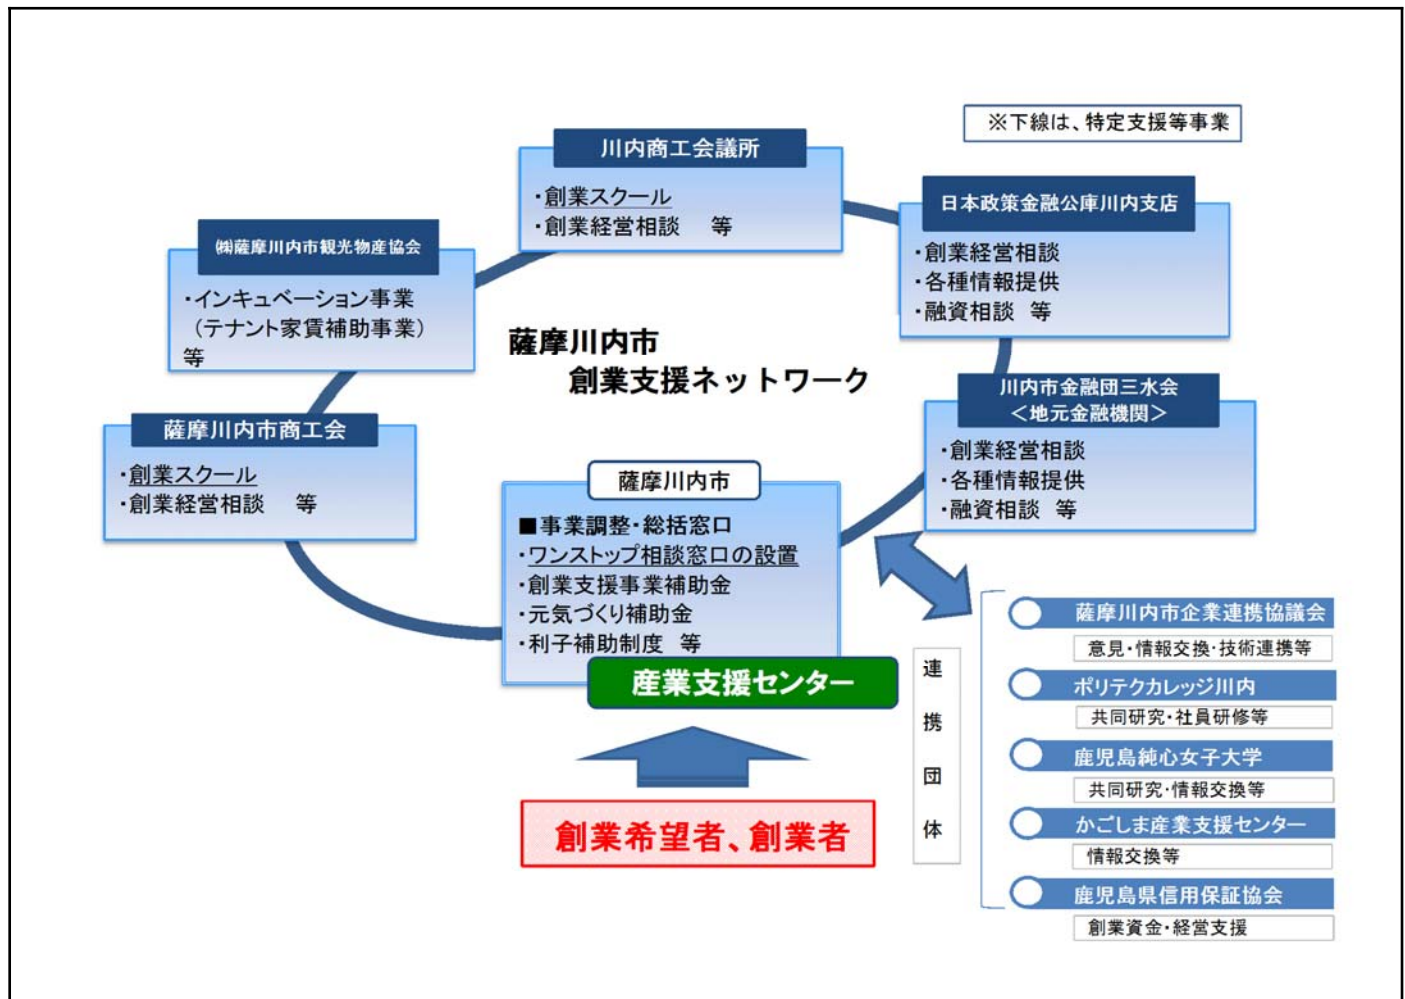 ※下線は、特定支援等事業
川内商工会議所
・創業スクール
・創業経営相談　等
日本政策金融公庫川内支店
・創業経営相談
・各種情報提供
・融資相談　等
㈱薩摩川内市観光物産協会
・インキュベーション事業
（テナント家賃補助事業）
等
薩摩川内市
創業支援ネットワーク
川内市金融団三水会
＜地元金融機関＞
・創業経営相談
・各種情報提供
・融資相談　等
薩摩川内市商工会
・創業スクール
・創業経営相談　等
薩摩川内市
■事業調整・総括窓口
・ワンストップ相談窓口の設置
・創業支援事業補助金
・元気づくり補助金
・利子補助制度　等
産業支援センター
創業希望者、創業者
連携団体
薩摩川内市企業連携協議会
意見・情報交換・技術連携等
ポリテクカレッジ川内
共同研究・社員研修等
鹿児島純心女子大学
共同研究・情報交換等
かごしま産業支援センター
情報交換等
鹿児島県信用保証協会
創業資金・経営支援